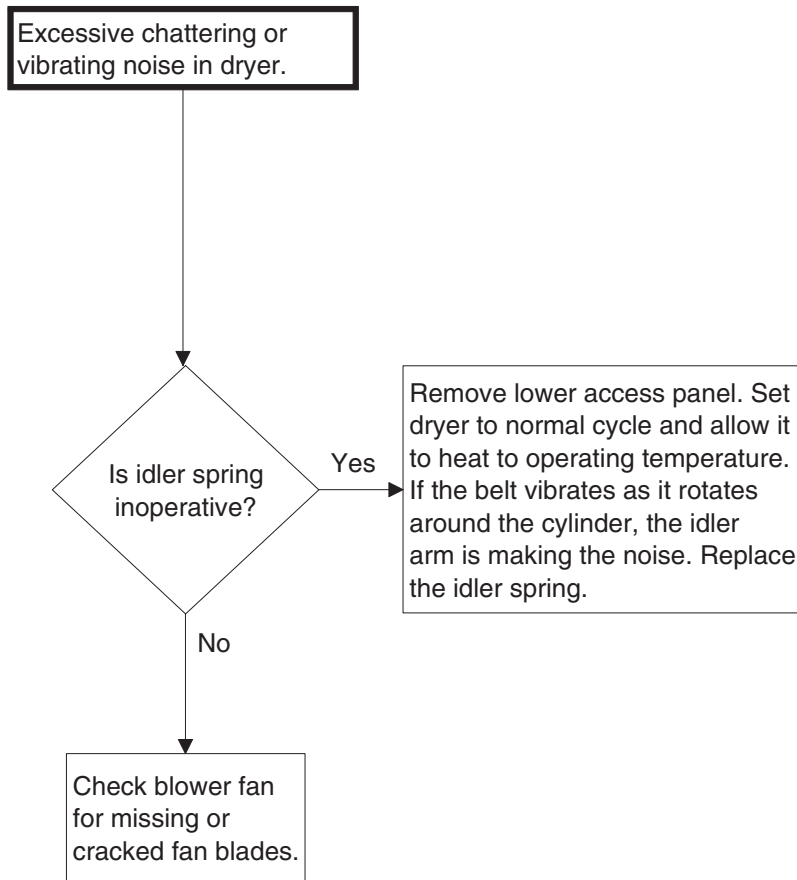 Excessive chattering or
vibrating noise in dryer.
Is idler spring
inoperative?
Yes
Remove lower access panel. Set
dryer to normal cycle and allow it
to heat to operating temperature.
If the belt vibrates as it rotates
around the cylinder, the idler
arm is making the noise. Replace
the idler spring.
No
Check blower fan
for missing or
cracked fan blades.